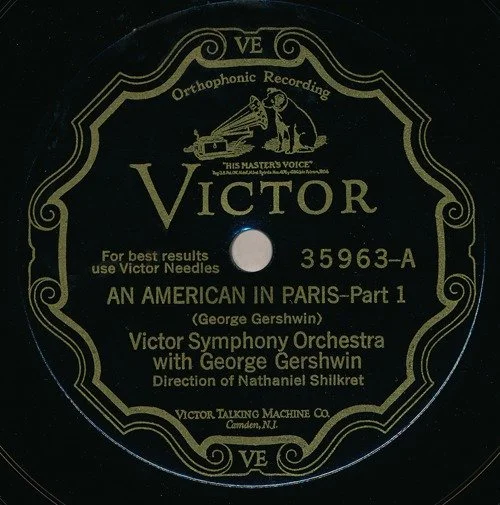 VE
Orthophonic Recording
"HIS MASTER'S VOICE"
VICTOR
For best results
use Victor Needles
35963-A
AN AMERICAN IN PARIS-Part 1
(George Gershwin)
Victor Symphony Orchestra
with George Gershwin
Direction of Nathaniel Shilkret
VICTOR TALKING MACHINE CO.
Camden, N.J.
VE